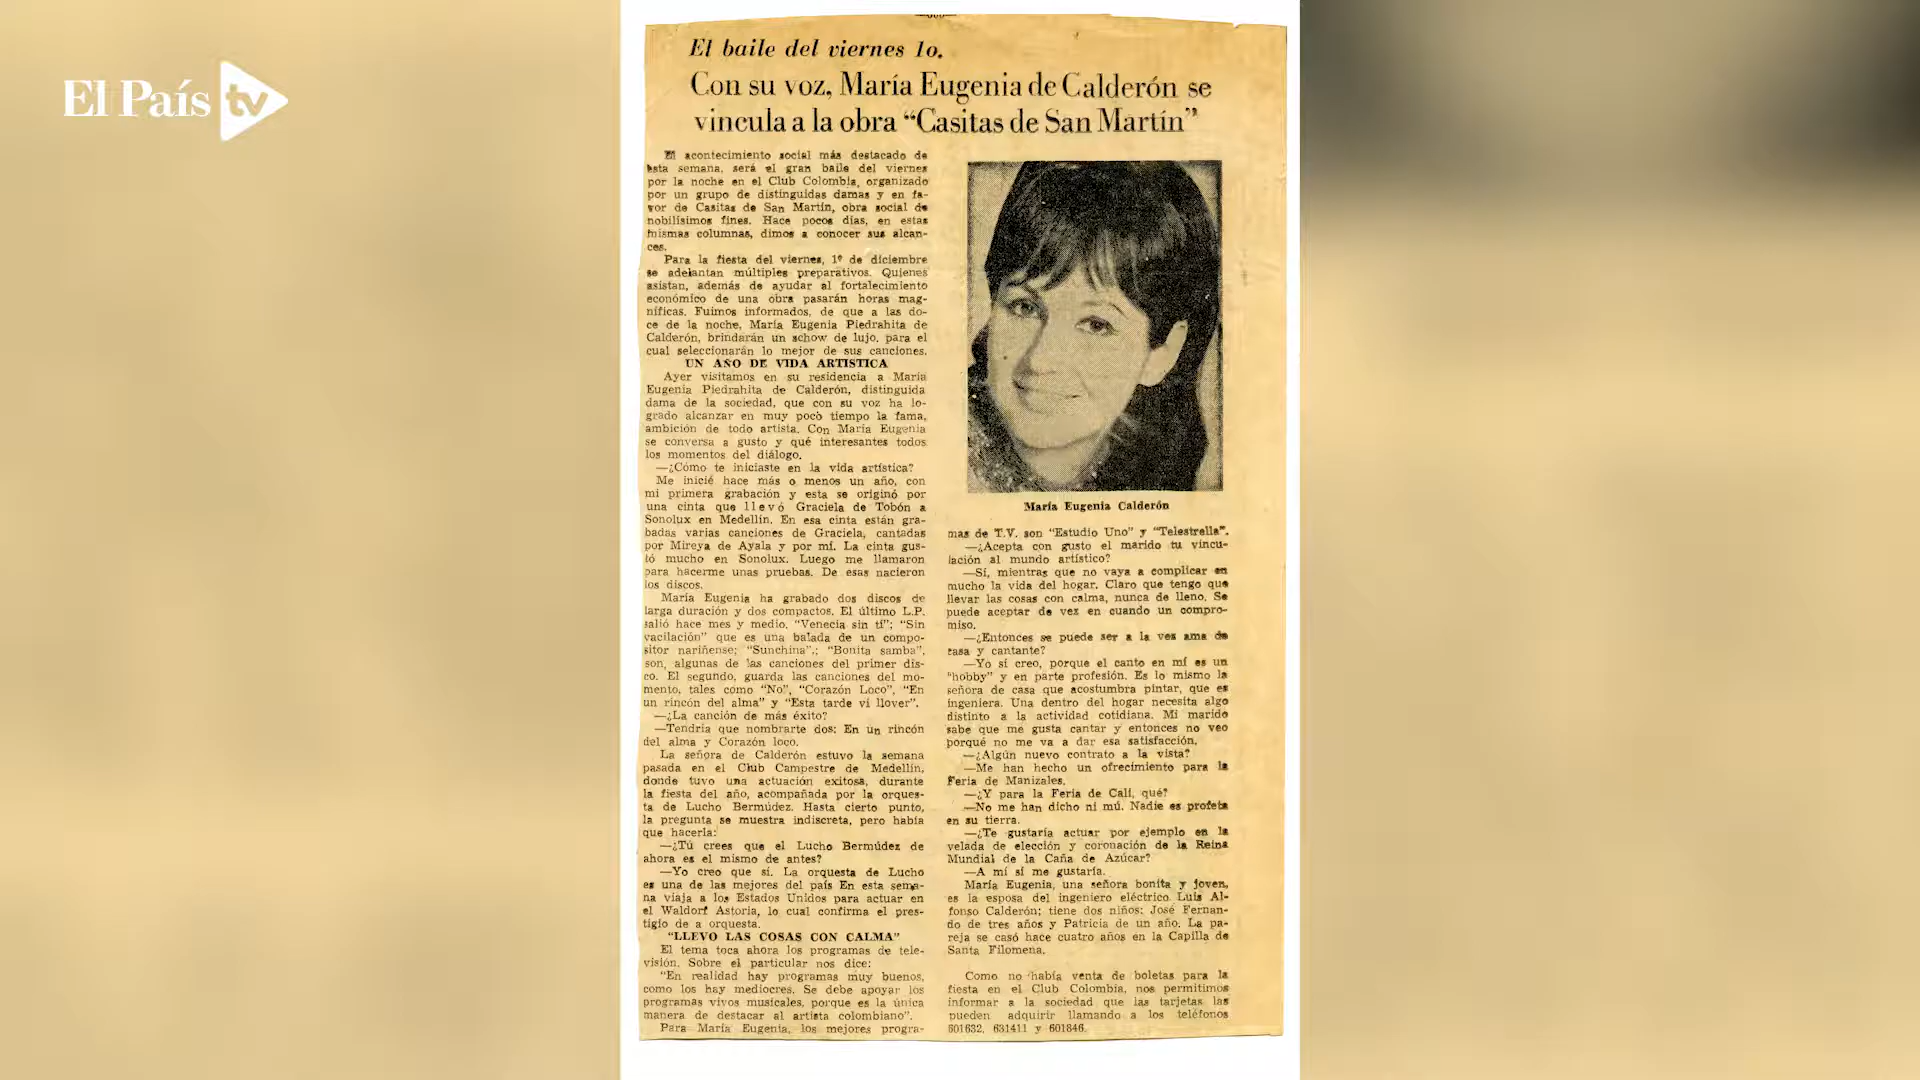 El País tv
El baile del viernes 1o.
Con su voz, María Eugenia de Calderón se
vincula a la obra “Casitas de San Martín”
El acontecimiento social más destacado de
esta semana, será el gran baile del viernes
por la noche en el Club Colombia, organizado
por un grupo de distinguidas damas y en fa-
vor de Casitas de San Martín, obra social de
nobilísimos fines. Hace pocos días, en estas
mismas columnas, dimos a conocer sus alcan-
ces.
Para la fiesta del viernes, 1º de diciembre
se adelantan múltiples preparativos. Quienes
asistan, además de ayudar al fortalecimiento
económico de una obra pasarán horas mag-
níficas. Fuimos informados, de que a las do-
ce de la noche, María Eugenia Piedrahita de
Calderón, brindarán un schow de lujo, para el
cual seleccionarán lo mejor de sus canciones.
UN AÑO DE VIDA ARTISTICA
Ayer visitamos en su residencia a María
Eugenia Piedrahita de Calderón, distinguida
dama de la sociedad, que con su voz ha lo-
grado alcanzar en muy poco tiempo la fama,
ambición de todo artista. Con María Eugenia
se conversa a gusto y qué interesantes todos
los momentos del diálogo.
—¿Cómo te iniciaste en la vida artística?
Me inicié hace más o menos un año, con
mi primera grabación y esta se originó por
una cinta que llevó Graciela de Tobón a
Sonolux en Medellín. En esa cinta están gra-
badas varias canciones de Graciela, cantadas
por Mireya de Ayala y por mí. La cinta gus-
tó mucho en Sonolux. Luego me llamaron
para hacerme unas pruebas. De esas nacieron
los discos.
María Eugenia ha grabado dos discos de
larga duración y dos compactos. El último L.P.
salió hace mes y medio. “Venecia sin tí”; “Sin
vacilación” que es una balada de un compo-
sitor nariñense; “Sunchina”.; “Bonita samba”,
son, algunas de las canciones del primer dis-
co. El segundo, guarda las canciones del mo-
mento, tales como “No”, “Corazón Loco”, “En
un rincón del alma” y “Esta tarde ví llover”.
—¿La canción de más éxito?
—Tendría que nombrarte dos: En un rincón
del alma y Corazón loco.
La señora de Calderón estuvo la semana
pasada en el Club Campestre de Medellín,
donde tuvo una actuación exitosa, durante
la fiesta del año, acompañada por la orques-
ta de Lucho Bermúdez. Hasta cierto punto,
la pregunta se muestra indiscreta, pero había
que hacerla:
—¿Tú crees que el Lucho Bermúdez de
ahora es el mismo de antes?
—Yo creo que sí. La orquesta de Lucho
es una de las mejores del país En esta sema-
na viaja a los Estados Unidos para actuar en
el Waldorf Astoria, lo cual confirma el pres-
tigio de a orquesta.
“LLEVO LAS COSAS CON CALMA”
El tema toca ahora los programas de tele-
visión. Sobre el particular nos dice:
“En realidad hay programas muy buenos,
como los hay mediocres. Se debe apoyar los
programas vivos musicales, porque es la única
manera de destacar al artista colombiano”.
Para María Eugenia, los mejores progra-
María Eugenia Calderón
mas de T.V. son “Estudio Uno” y “Telestrella”.
—¿Acepta con gusto el marido tu vincu-
lación al mundo artístico?
—Sí, mientras que no vaya a complicar en
mucho la vida del hogar. Claro que tengo que
llevar las cosas con calma, nunca de lleno. Se
puede aceptar de vez en cuando un compro-
miso.
—¿Entonces se puede ser a la vez ama de
casa y cantante?
—Yo sí creo, porque el canto en mí es un
“hobby” y en parte profesión. Es lo mismo la
señora de casa que acostumbra pintar, que es
ingeniera. Una dentro del hogar necesita algo
distinto a la actividad cotidiana. Mi marido
sabe que me gusta cantar y entonces no veo
porqué no me va a dar esa satisfacción.
—¿Algún nuevo contrato a la vista?
—Me han hecho un ofrecimiento para la
Feria de Manizales.
—¿Y para la Feria de Cali, qué?
—No me han dicho ni mú. Nadie es profeta
en su tierra.
—¿Te gustaría actuar por ejemplo en la
velada de elección y coronación de la Reina
Mundial de la Caña de Azúcar?
—A mí sí me gustaría.
María Eugenia, una señora bonita y joven,
es la esposa del ingeniero eléctrico Luis Al-
fonso Calderón; tiene dos niños: José Fernan-
do de tres años y Patricia de un año. La pa-
reja se casó hace cuatro años en la Capilla de
Santa Filomena.
Como no había venta de boletas para la
fiesta en el Club Colombia, nos permitimos
informar a la sociedad que las tarjetas las
pueden adquirir llamando a los teléfonos
601632, 631411 y 601846.